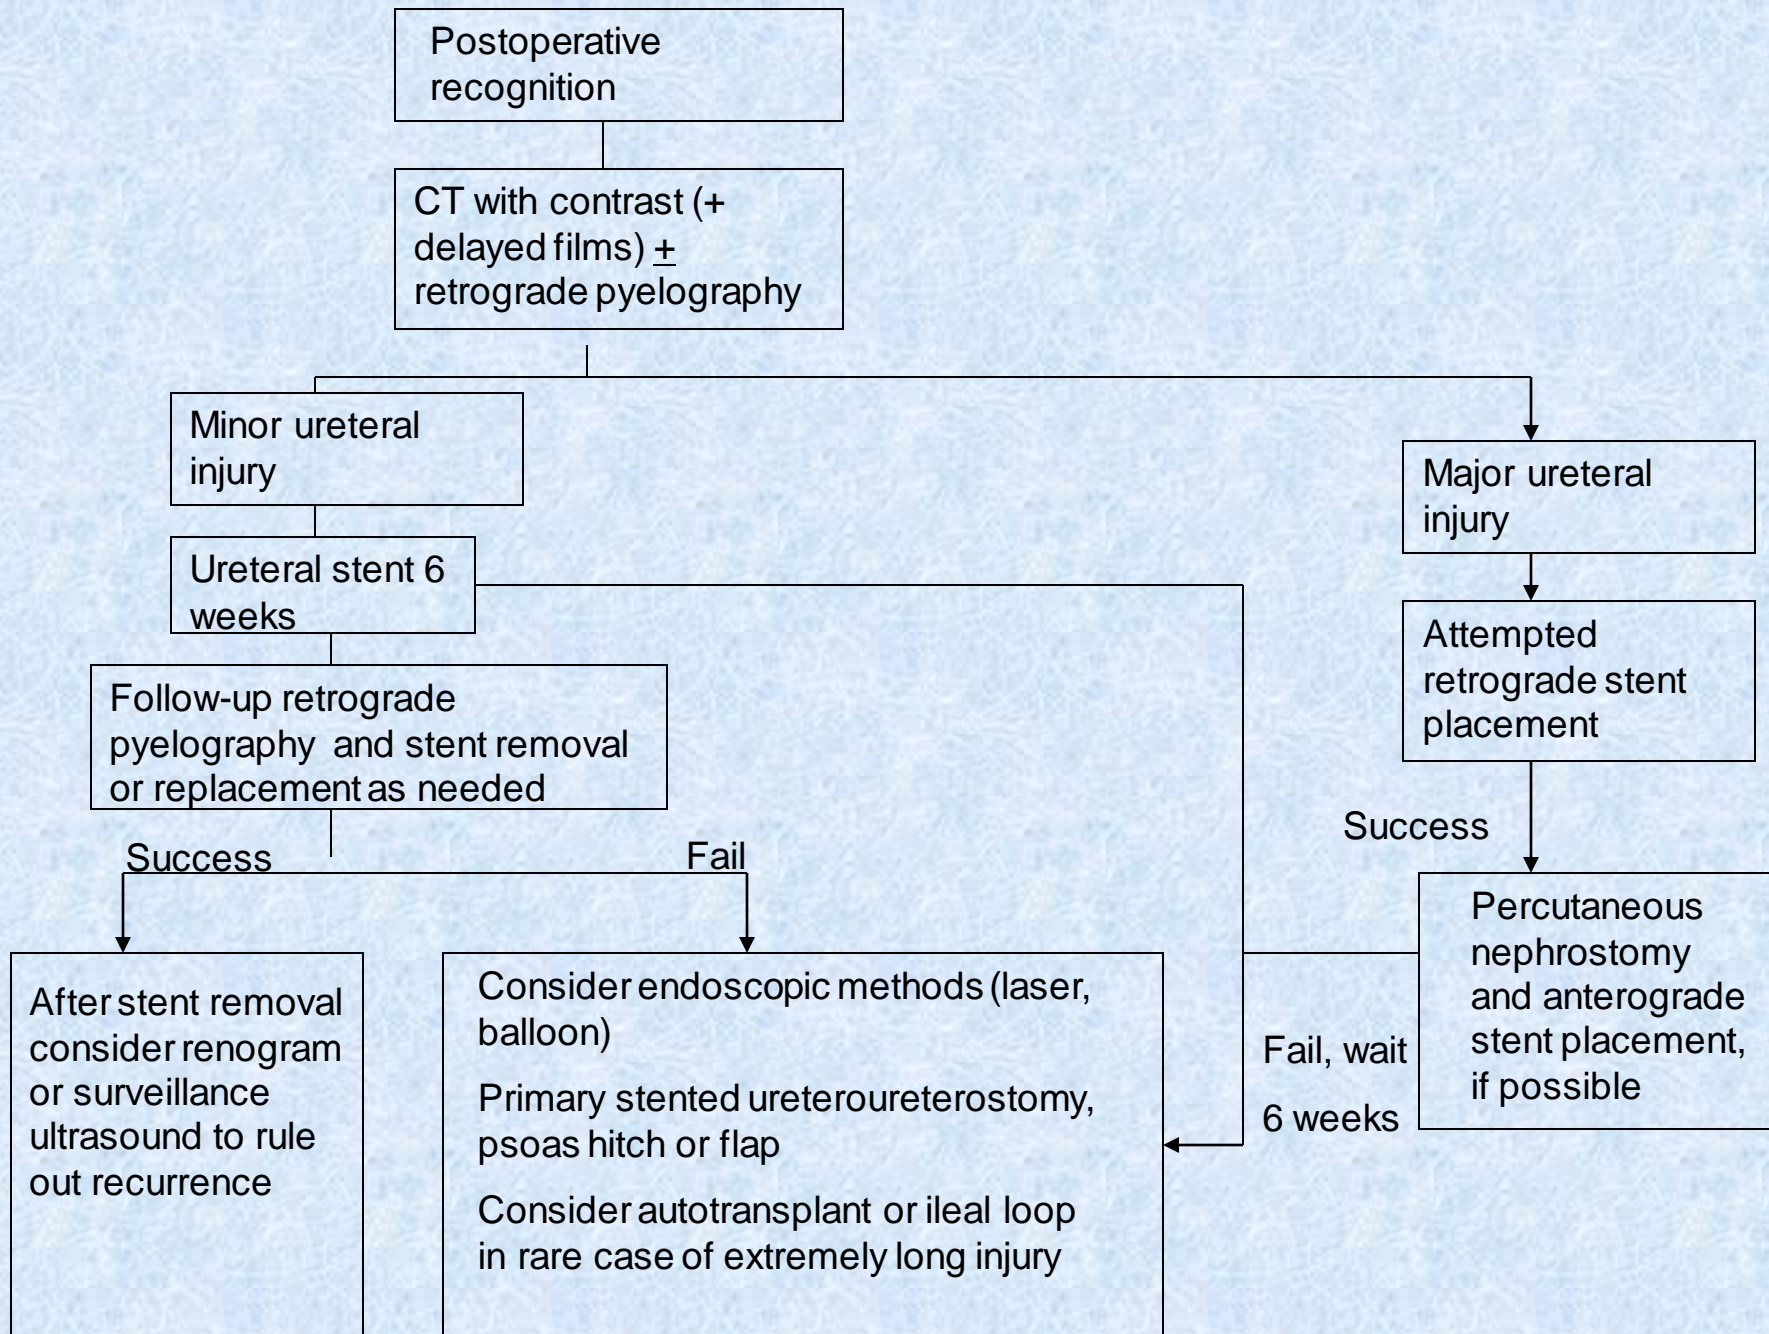 Postoperative
recognition
CT with contrast (+
delayed films) +
retrograde pyelography
Minor ureteral
injury
Major ureteral
injury
Ureteral stent 6
weeks
Attempted
retrograde stent
placement
Follow-up retrograde
pyelography and stent removal
or replacement as needed
Success
Success
Fail
Percutaneous
nephrostomy
and anterograde
stent placement,
if possible
Fail, wait
6 weeks
After stent removal
consider renogram
or surveillance
ultrasound to rule
out recurrence
Consider endoscopic methods (laser,
balloon)
Primary stented ureteroureterostomy,
psoas hitch or flap
Consider autotransplant or ileal loop
in rare case of extremely long injury